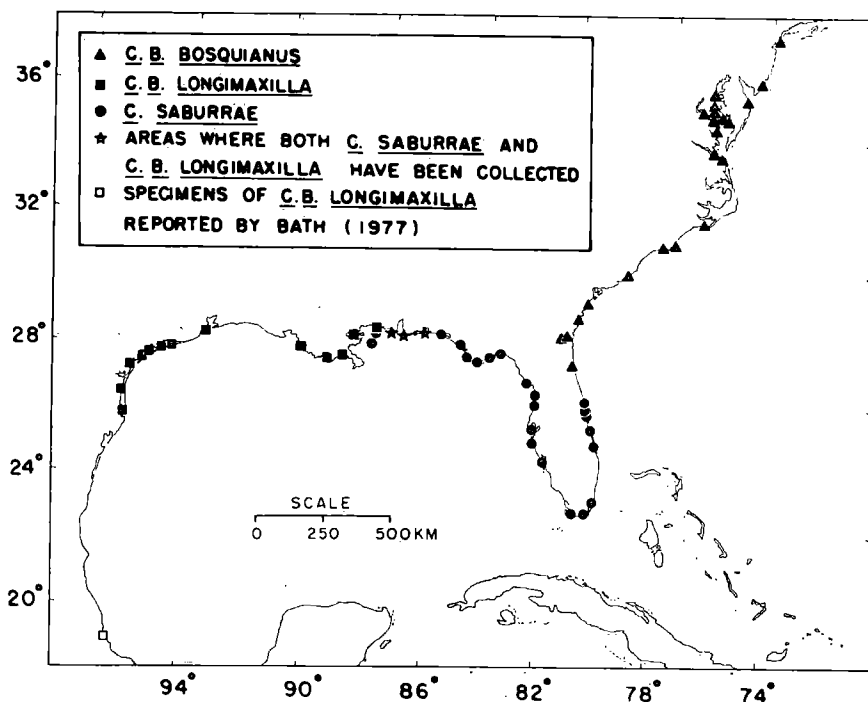 ▲ C. B. BOSQUIANUS
■ C. B. LONGIMAXILLA
● C. SABURRAE
★ AREAS WHERE BOTH C. SABURRAE AND
C. B. LONGIMAXILLA HAVE BEEN COLLECTED
□ SPECIMENS OF C. B. LONGIMAXILLA
REPORTED BY BATH (1977)
36°
32°
28°
24°
20°
SCALE
0 250 500KM
94° 90° 86° 82° 78° 74°